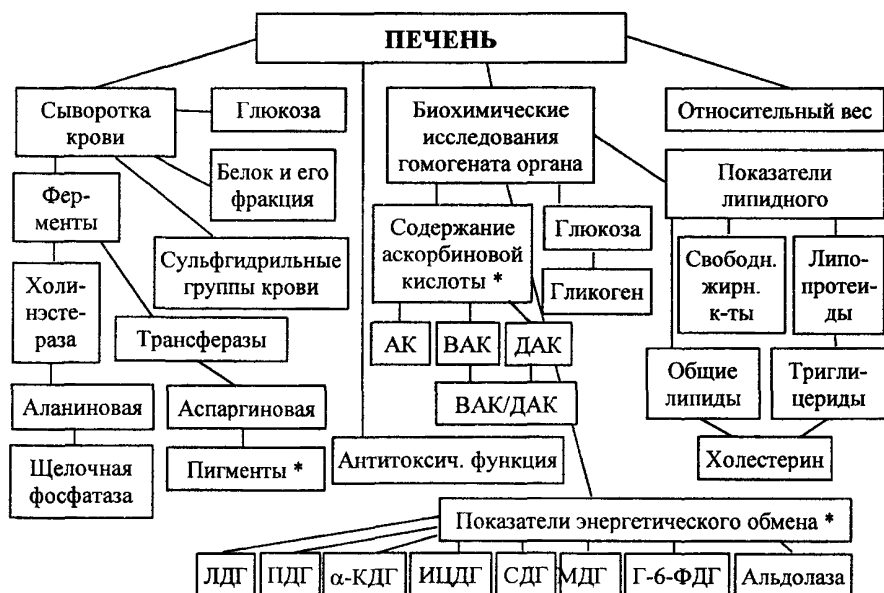 ПЕЧЕНЬ
Сыворотка
крови
Глюкоза
Белок и его
фракция
Фер-
менты
Сульфгидрильные
группы крови
Холи-
нэсте-
раза
Трансферазы
Аланиновая
Аспаргиновая
Щелочная
фосфатаза
Пигменты *
Антитоксич. функция
Биохимические
исследования
гомогената органа
Содержание
аскорбиновой
кислоты *
Глюкоза
Гликоген
АК
ВАК
ДАК
ВАК/ДАК
Относительный вес
Показатели
липидного
Свободн.
жирн.
к-ты
Липо-
протеи-
ды
Общие
липиды
Тригли-
цериды
Холестерин
Показатели энергетического обмена *
ЛДГ
ПДГ
α-КДГ
ИЦДГ
СДГ
МДГ
Г-6-ФДГ
Альдолаза